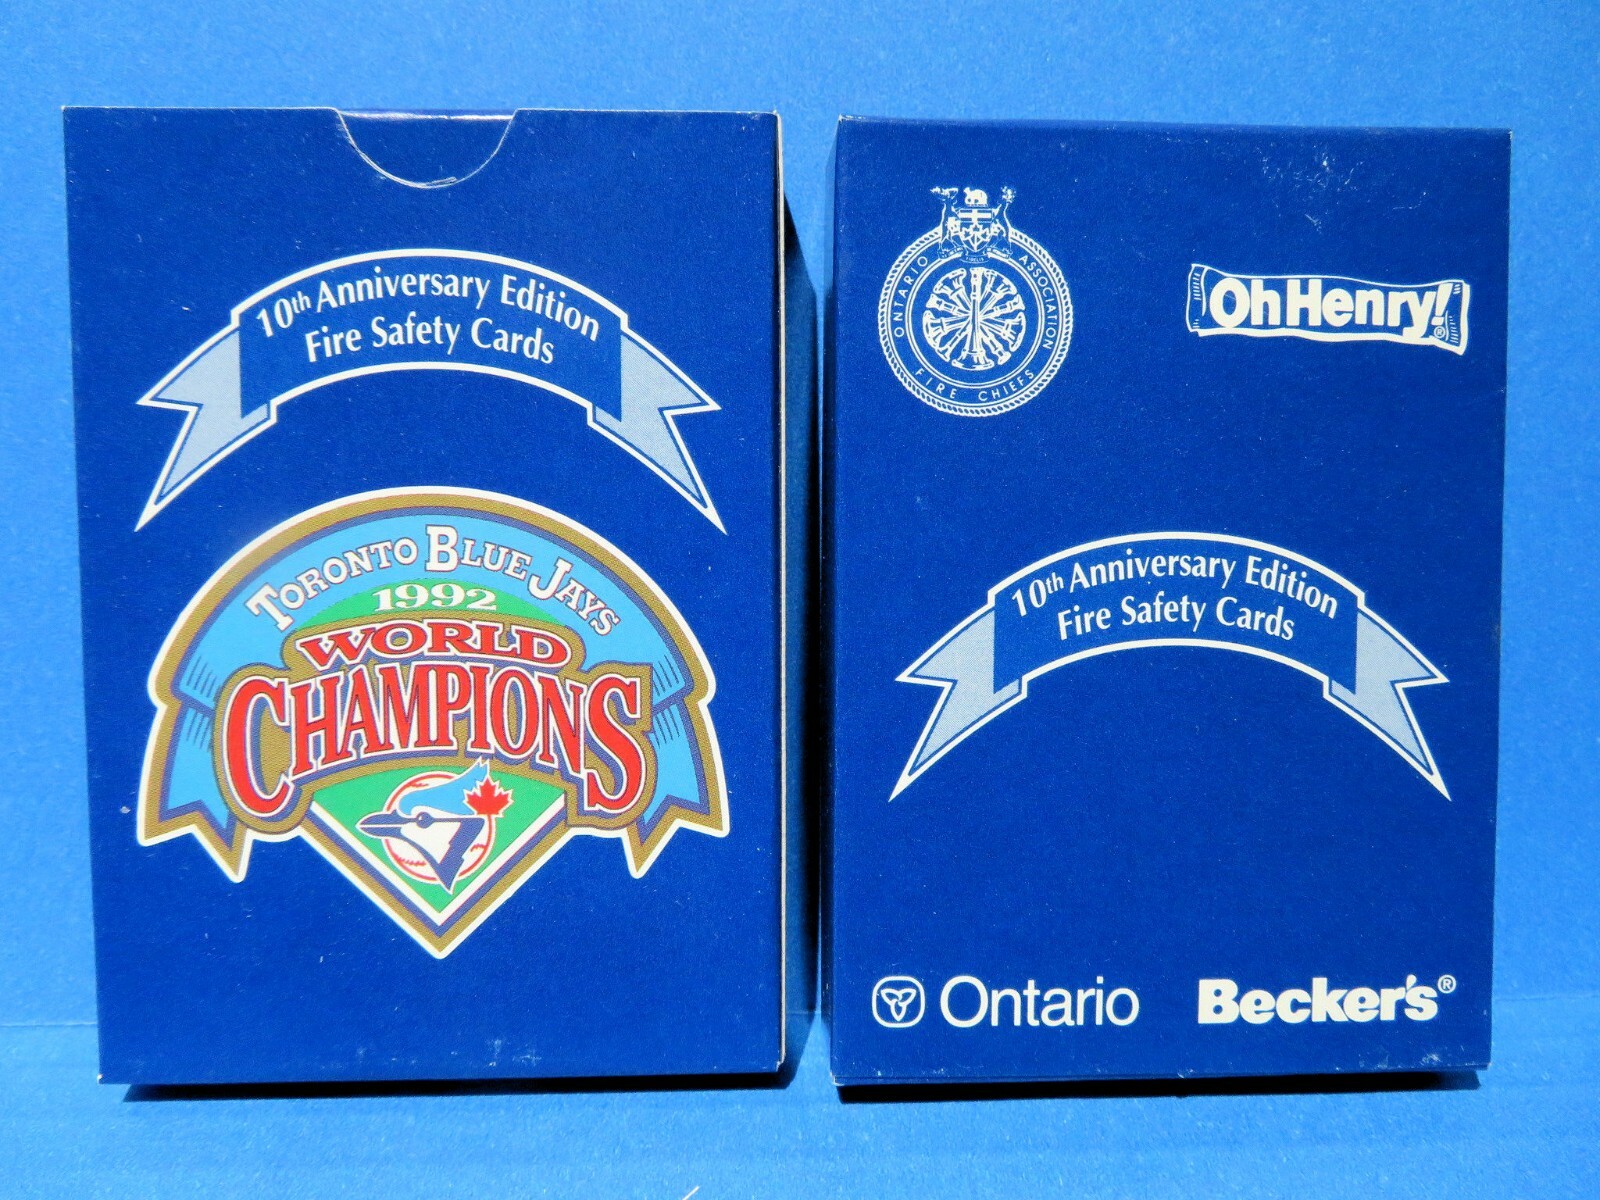 10th Anniversary Edition
Fire Safety Cards
TORONTO BLUE JAYS
1992
WORLD
CHAMPIONS
ONTARIO ASSOCIATION
FIRE CHIEFS
Oh Henry!®
10th Anniversary Edition
Fire Safety Cards
Ontario
Becker's®